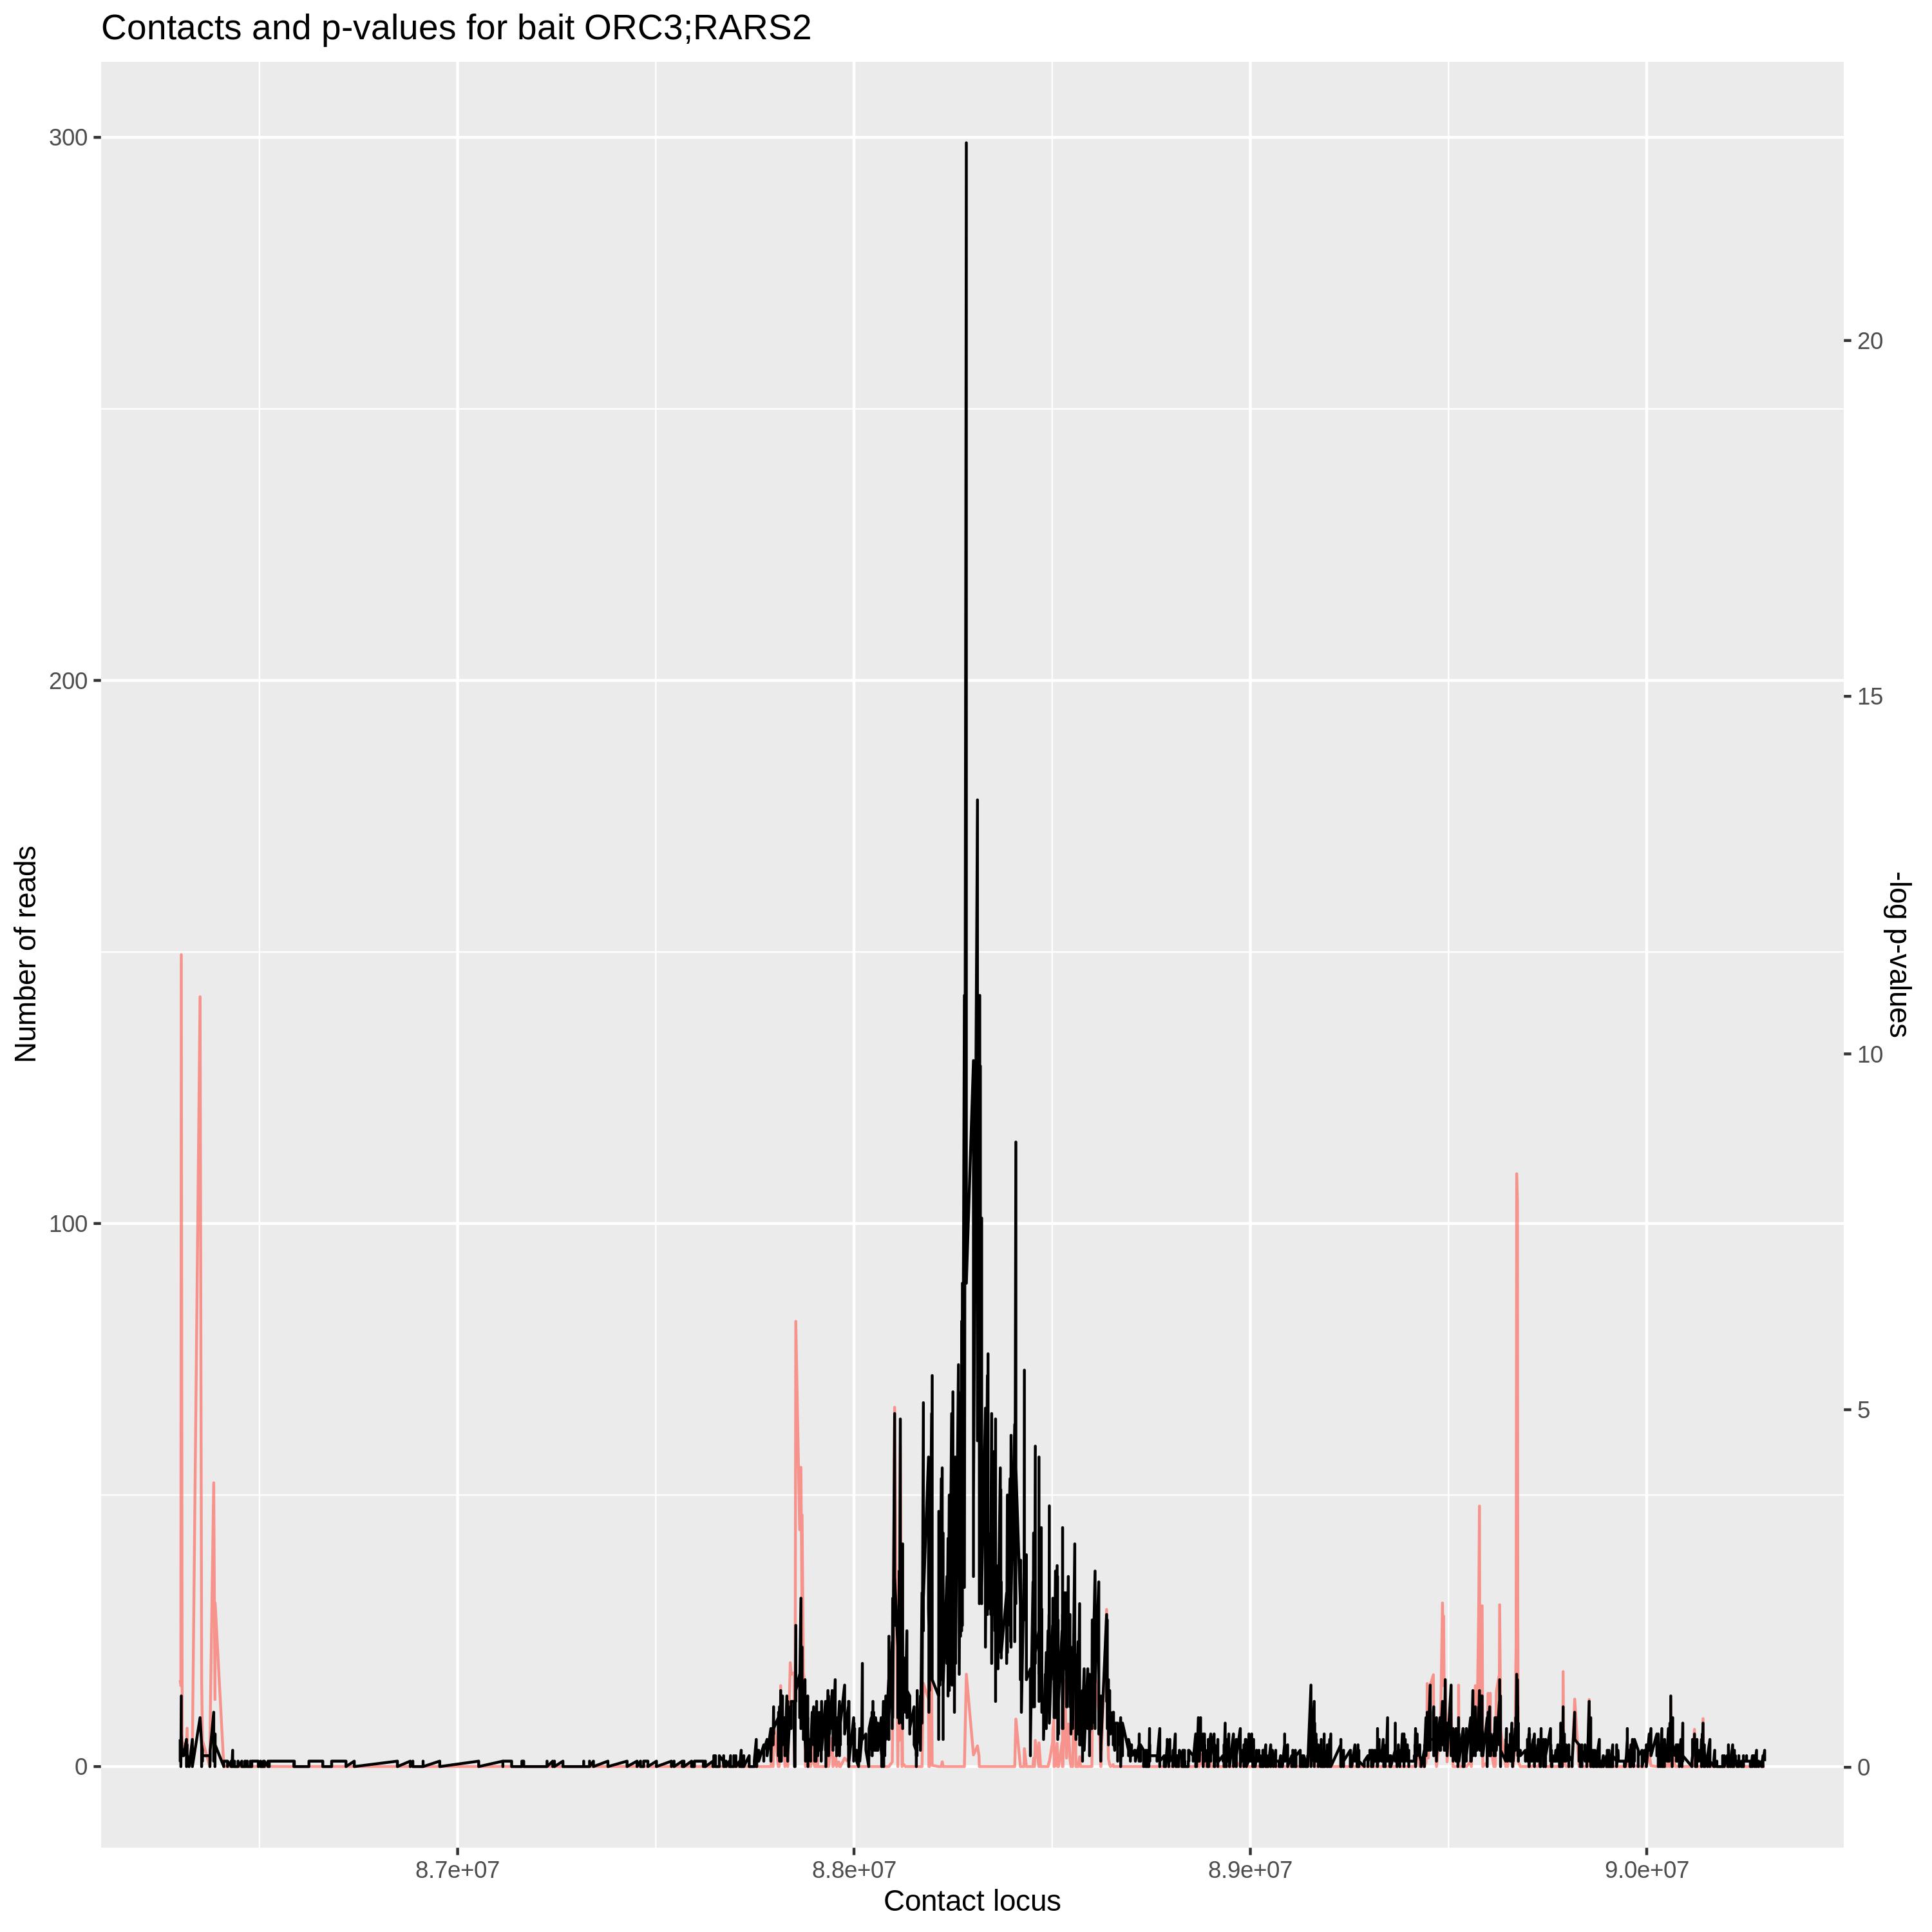 Contacts and p-values for bait ORC3;RARS2
300
200
100
0
Number of reads
20
15
10
5
0
-log p-values
8.7e+07
8.8e+07
8.9e+07
9.0e+07
Contact locus